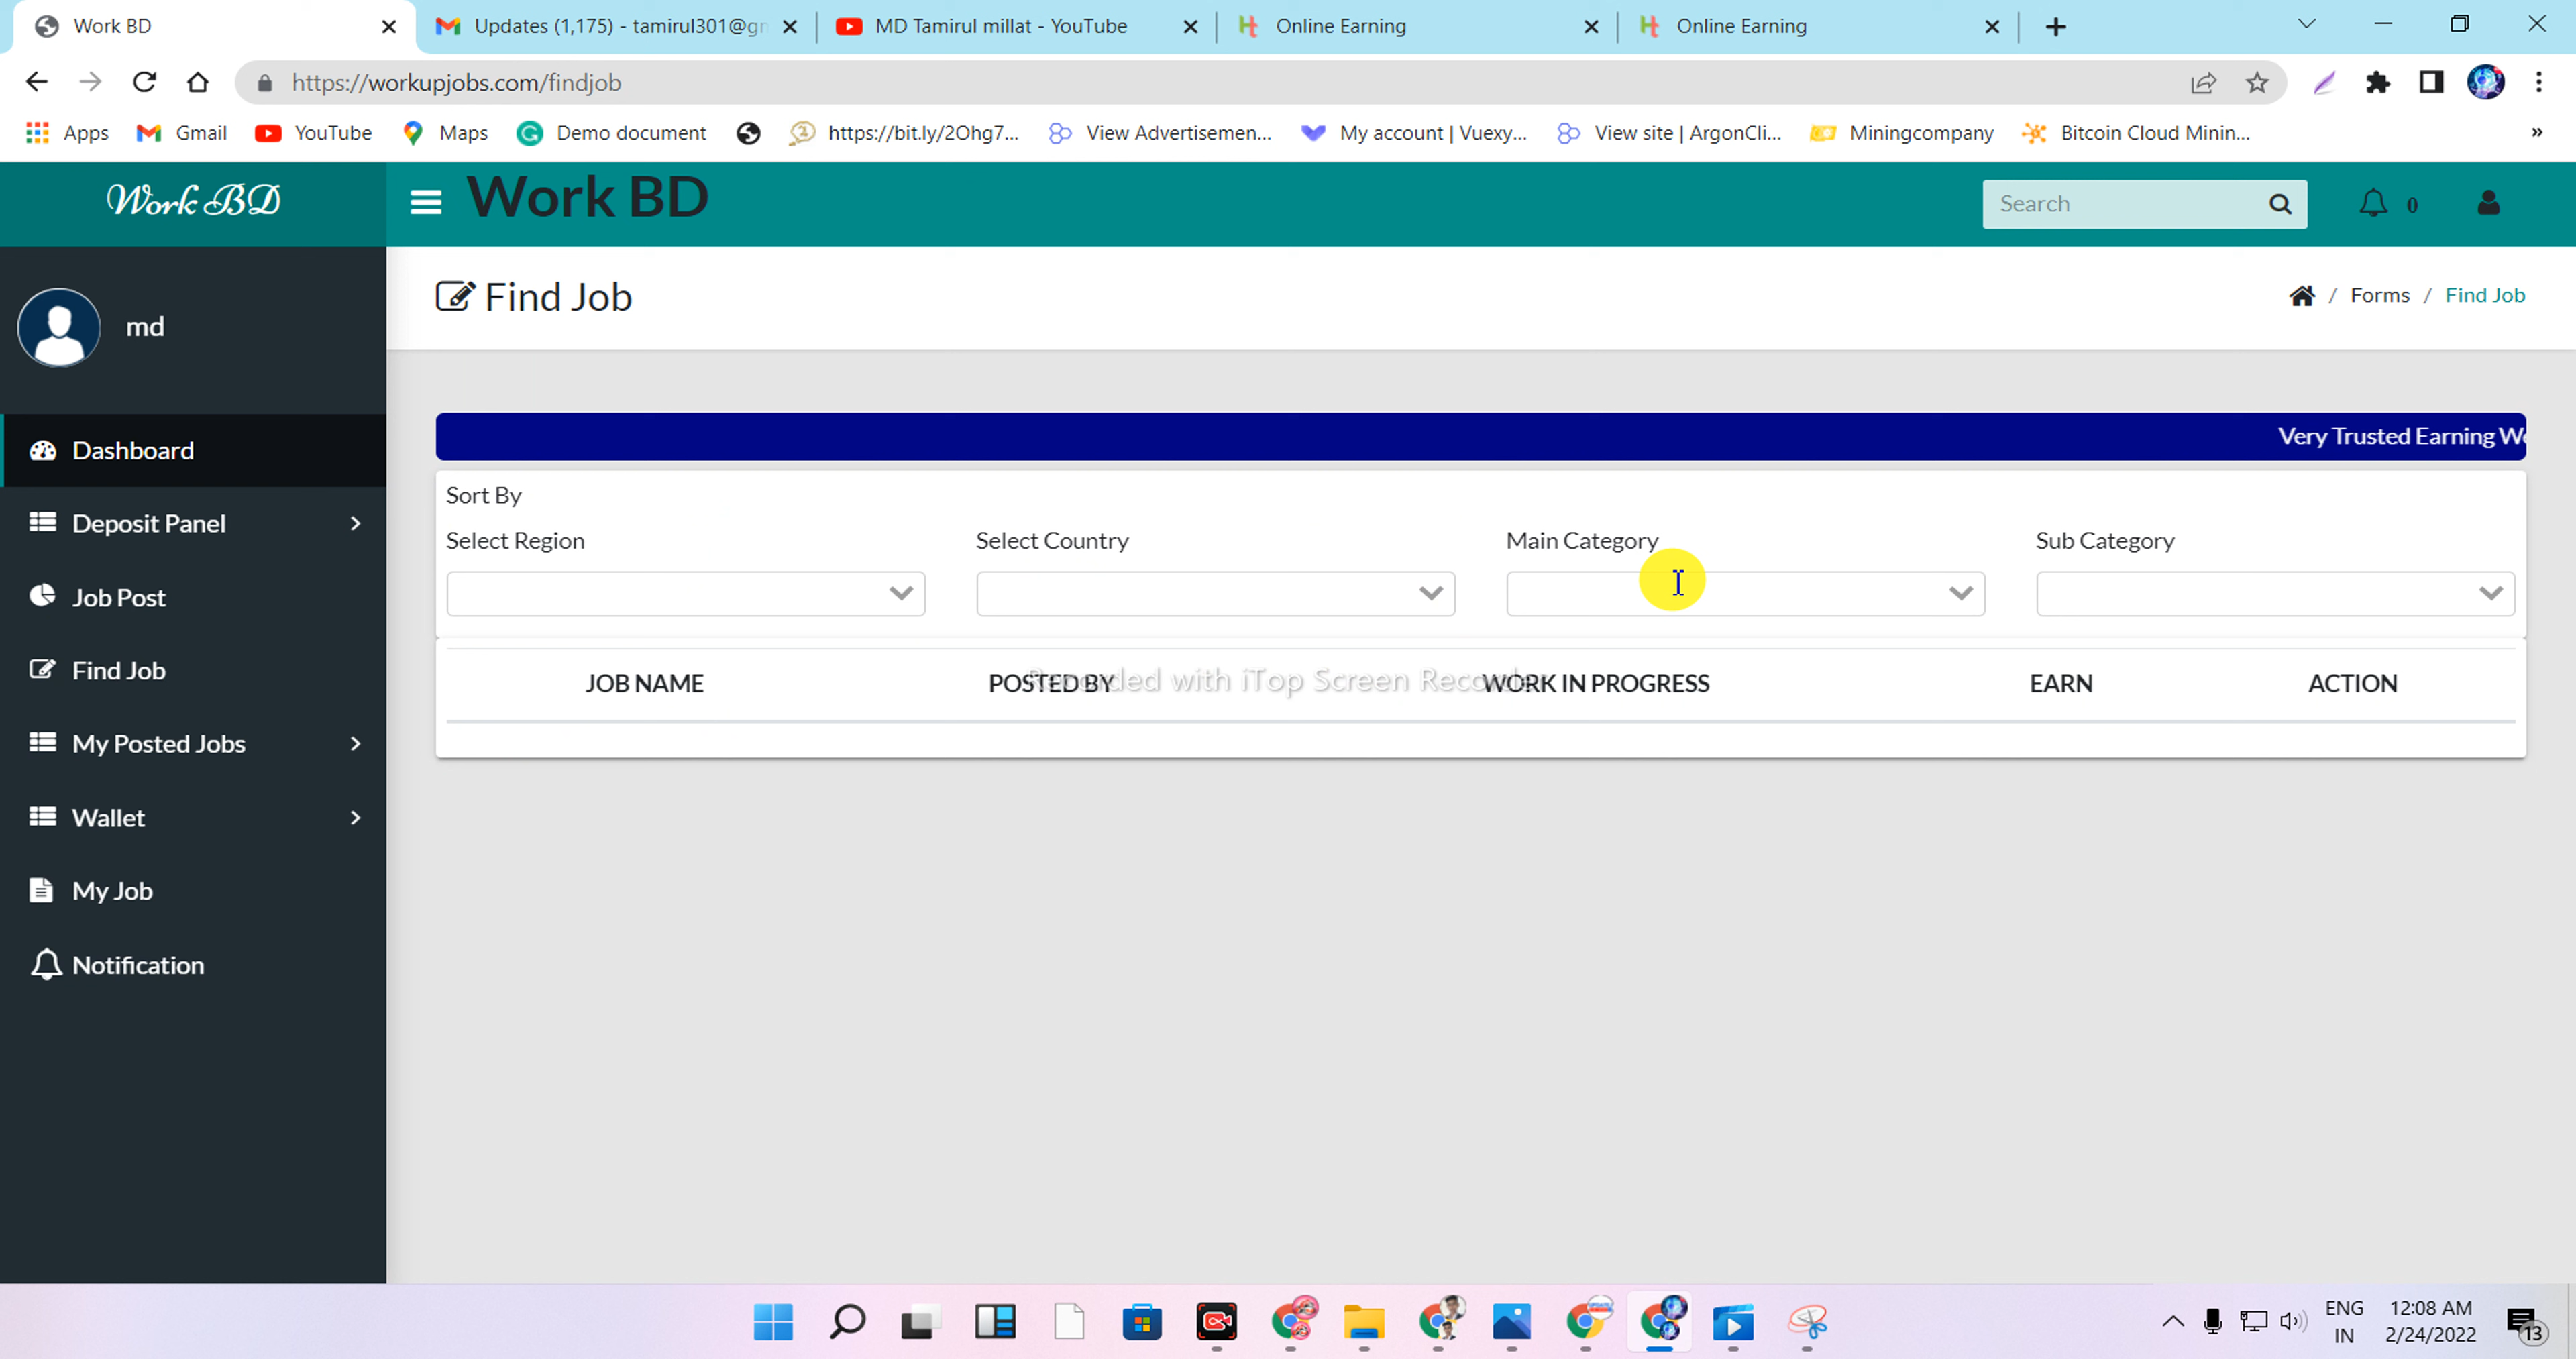 Work BD
Updates (1,175) - tamirul301@gm
MD Tamirul millat - YouTube
Online Earning
Online Earning
https://workupjobs.com/findjob
Apps
Gmail
YouTube
Maps
Demo document
https://bit.ly/2Ohg7...
View Advertisemen...
My account | Vuexy...
View site | ArgonCli...
Miningcompany
Bitcoin Cloud Minin...
»
Work BD
Work BD
Search
0
md
Find Job
/ Forms / Find Job
Dashboard
Deposit Panel
Job Post
Find Job
My Posted Jobs
Wallet
My Job
Notification
Very Trusted Earning We
Sort By
Select Region
Select Country
Main Category
Sub Category
JOB NAME
POSTED BY
WORK IN PROGRESS
EARN
ACTION
Recorded with iTop Screen Recorder
ENG
IN
12:08 AM
2/24/2022
13